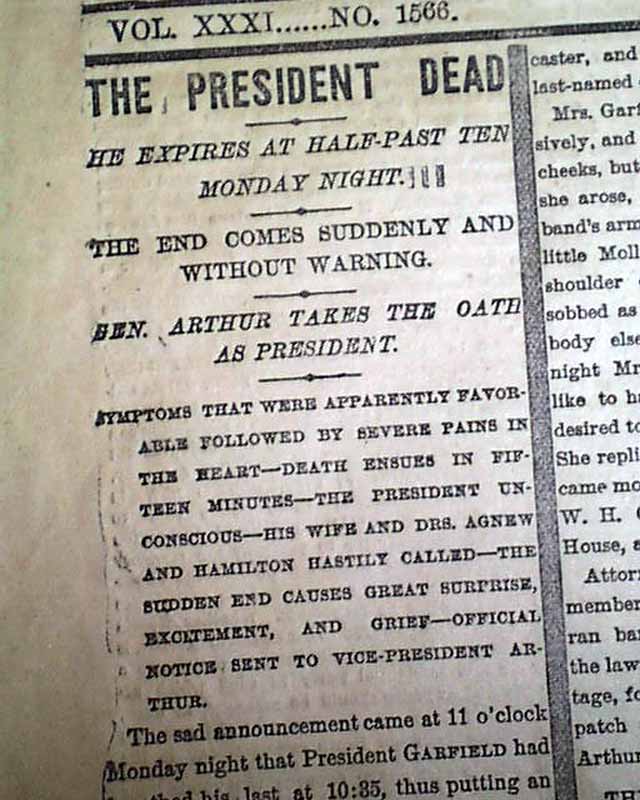 VOL. XXXI......NO. 1566.
THE PRESIDENT DEAD
HE EXPIRES AT HALF-PAST TEN
MONDAY NIGHT.
THE END COMES SUDDENLY AND
WITHOUT WARNING.
GEN. ARTHUR TAKES THE OATH
AS PRESIDENT.
SYMPTOMS THAT WERE APPARENTLY FAVOR-
ABLE FOLLOWED BY SEVERE PAINS IN
THE HEART—DEATH ENSUES IN FIF-
TEEN MINUTES—THE PRESIDENT UN-
CONSCIOUS—HIS WIFE AND DRS. AGNEW
AND HAMILTON HASTILY CALLED—THE
SUDDEN END CAUSES GREAT SURPRISE,
EXCITEMENT, AND GRIEF—OFFICIAL
NOTICE SENT TO VICE-PRESIDENT AR-
THUR.
The sad announcement came at 11 o'clock
Monday night that President GARFIELD had
his last at 10:35, thus putting an
caster, and
last-named
Mrs. Garf
sively, and
cheeks, but
she arose,
band's arm
little Moll
shoulder
sobbed as
body else
night Mr
like to ha
desired to
She repli
came mo
W. H.
House, a
Attor
member
ran ba
the law
tage, fo
patch
Arthur
TH